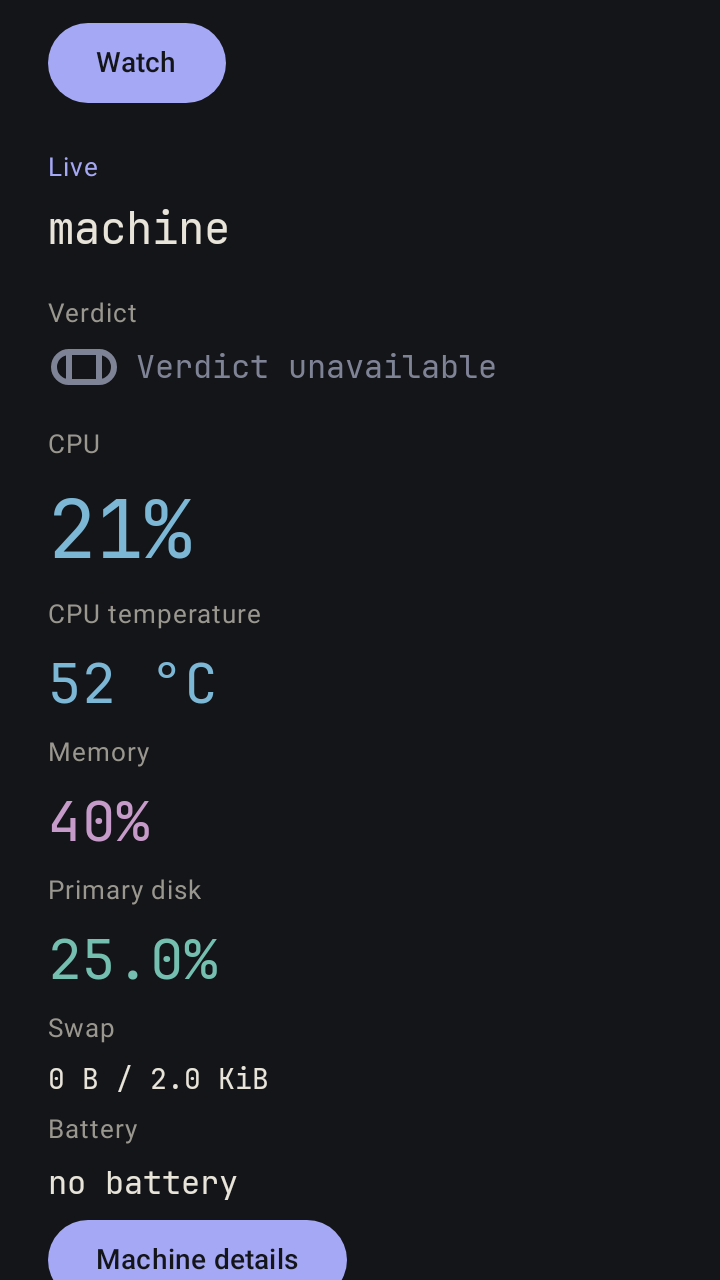 Watch
Live
machine
Verdict
Verdict unavailable
CPU
21%
CPU temperature
52 °C
Memory
40%
Primary disk
25.0%
Swap
0 B / 2.0 KiB
Battery
no battery
Machine details